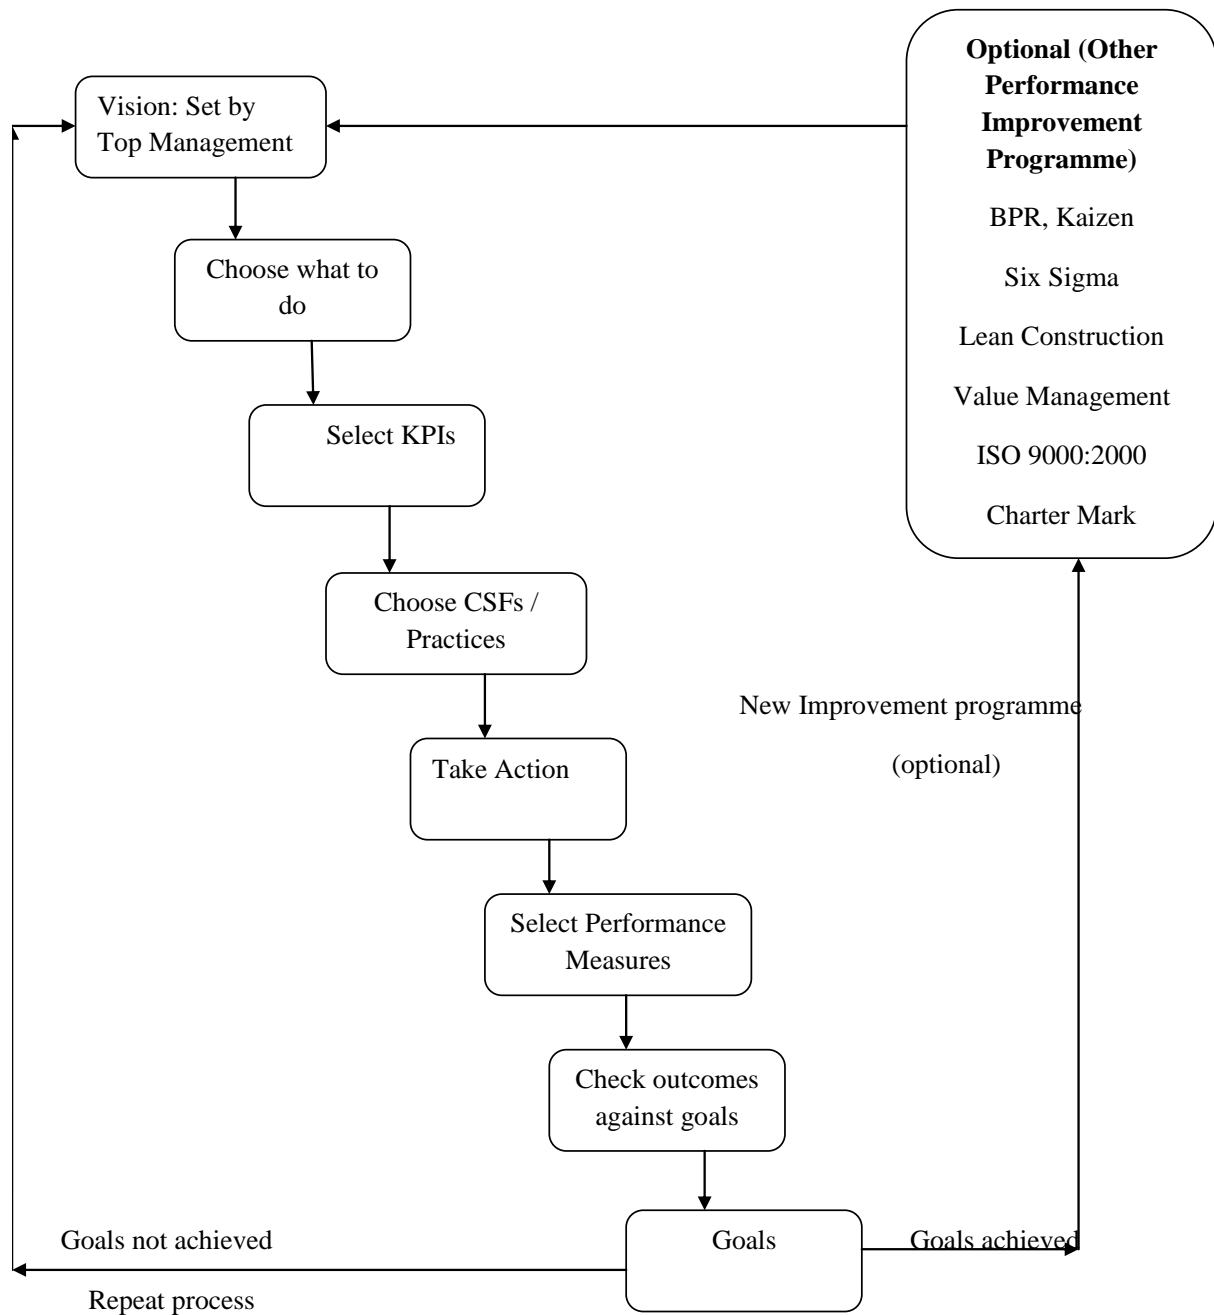 Vision: Set by
Top Management
Optional (Other
Performance
Improvement
Programme)
BPR, Kaizen
Six Sigma
Lean Construction
Value Management
ISO 9000:2000
Charter Mark
Choose what to
do
Select KPIs
Choose CSFs /
Practices
Take Action
New Improvement programme
(optional)
Select Performance
Measures
Check outcomes
against goals
Goals
Goals not achieved
Repeat process
Goals achieved